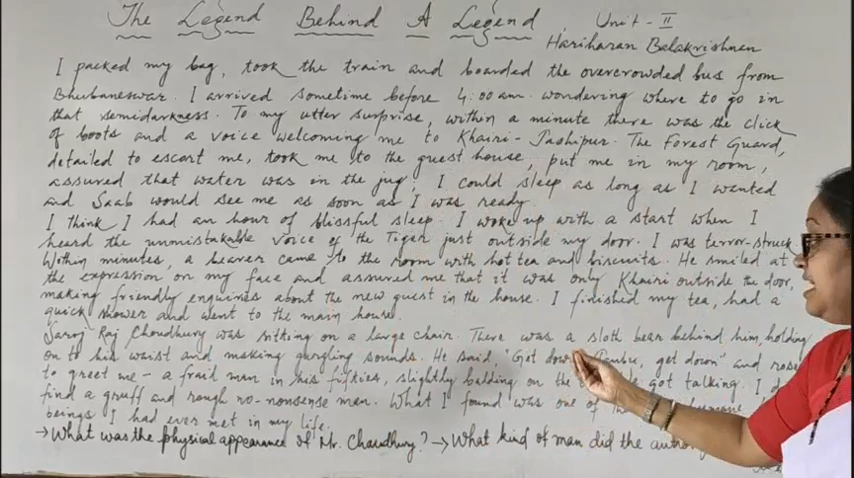 The Legend Behind A Legend Unit - II
Hariharan Balakrishnan
I packed my bag, took the train and boarded the overcrowded bus from
Bhubaneswar. I arrived sometime before 4:00 am. wondering where to go in
that semidarkness. To my utter surprise, within a minute there was the click
of boots and a voice welcoming me to Khairi - Jashipur. The Forest Guard,
detailed to escort me, took me to the guest house, put me in my room,
assured that water was in the jug, I could sleep as long as I wanted
and Saab would see me as soon as I was ready.
I think I had an hour of blissful sleep. I woke up with a start when I
heard the unmistakable voice of the Tiger just outside my door. I was terror-struck
Within minutes, a bearer came to the room with hot tea and biscuits. He smiled at
the expression on my face and assured me that it was only Khairi outside the door,
making friendly enquiries about the new guest in the house. I finished my tea, had a
quick shower and went to the main house.
Saroj Raj Choudhury was sitting on a large chair. There was a sloth bear behind him, holding
on to his waist and making gurgling sounds. He said, "Get down, get down" and rose
to greet me - a frail man in his fifties, slightly balding on the got talking. I
find a gruff and rough no-nonsense man. What I found was one of
beings I had ever met in my life.
→What was the physical appearance of Mr. Chaudhury? →What kind of man did the